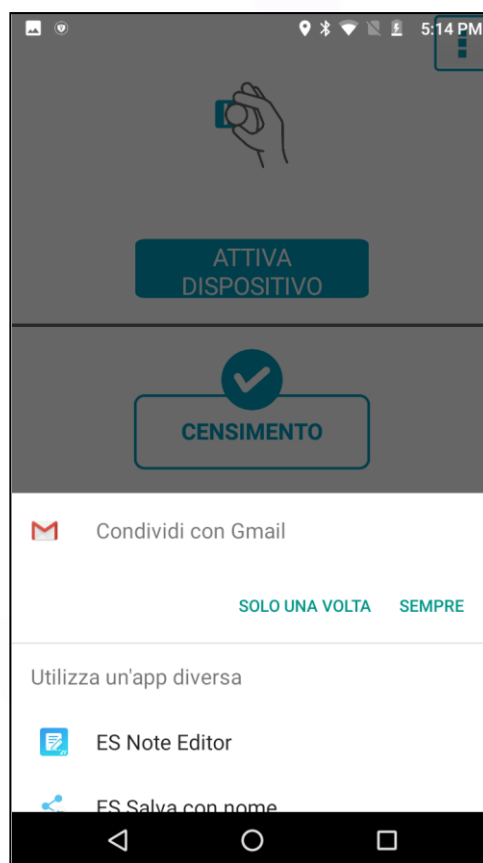 5:14 PM
ATTIVA
DISPOSITIVO
CENSIMENTO
Condividi con Gmail
SOLO UNA VOLTA SEMPRE
Utilizza un'app diversa
ES Note Editor
ES Salva con nome